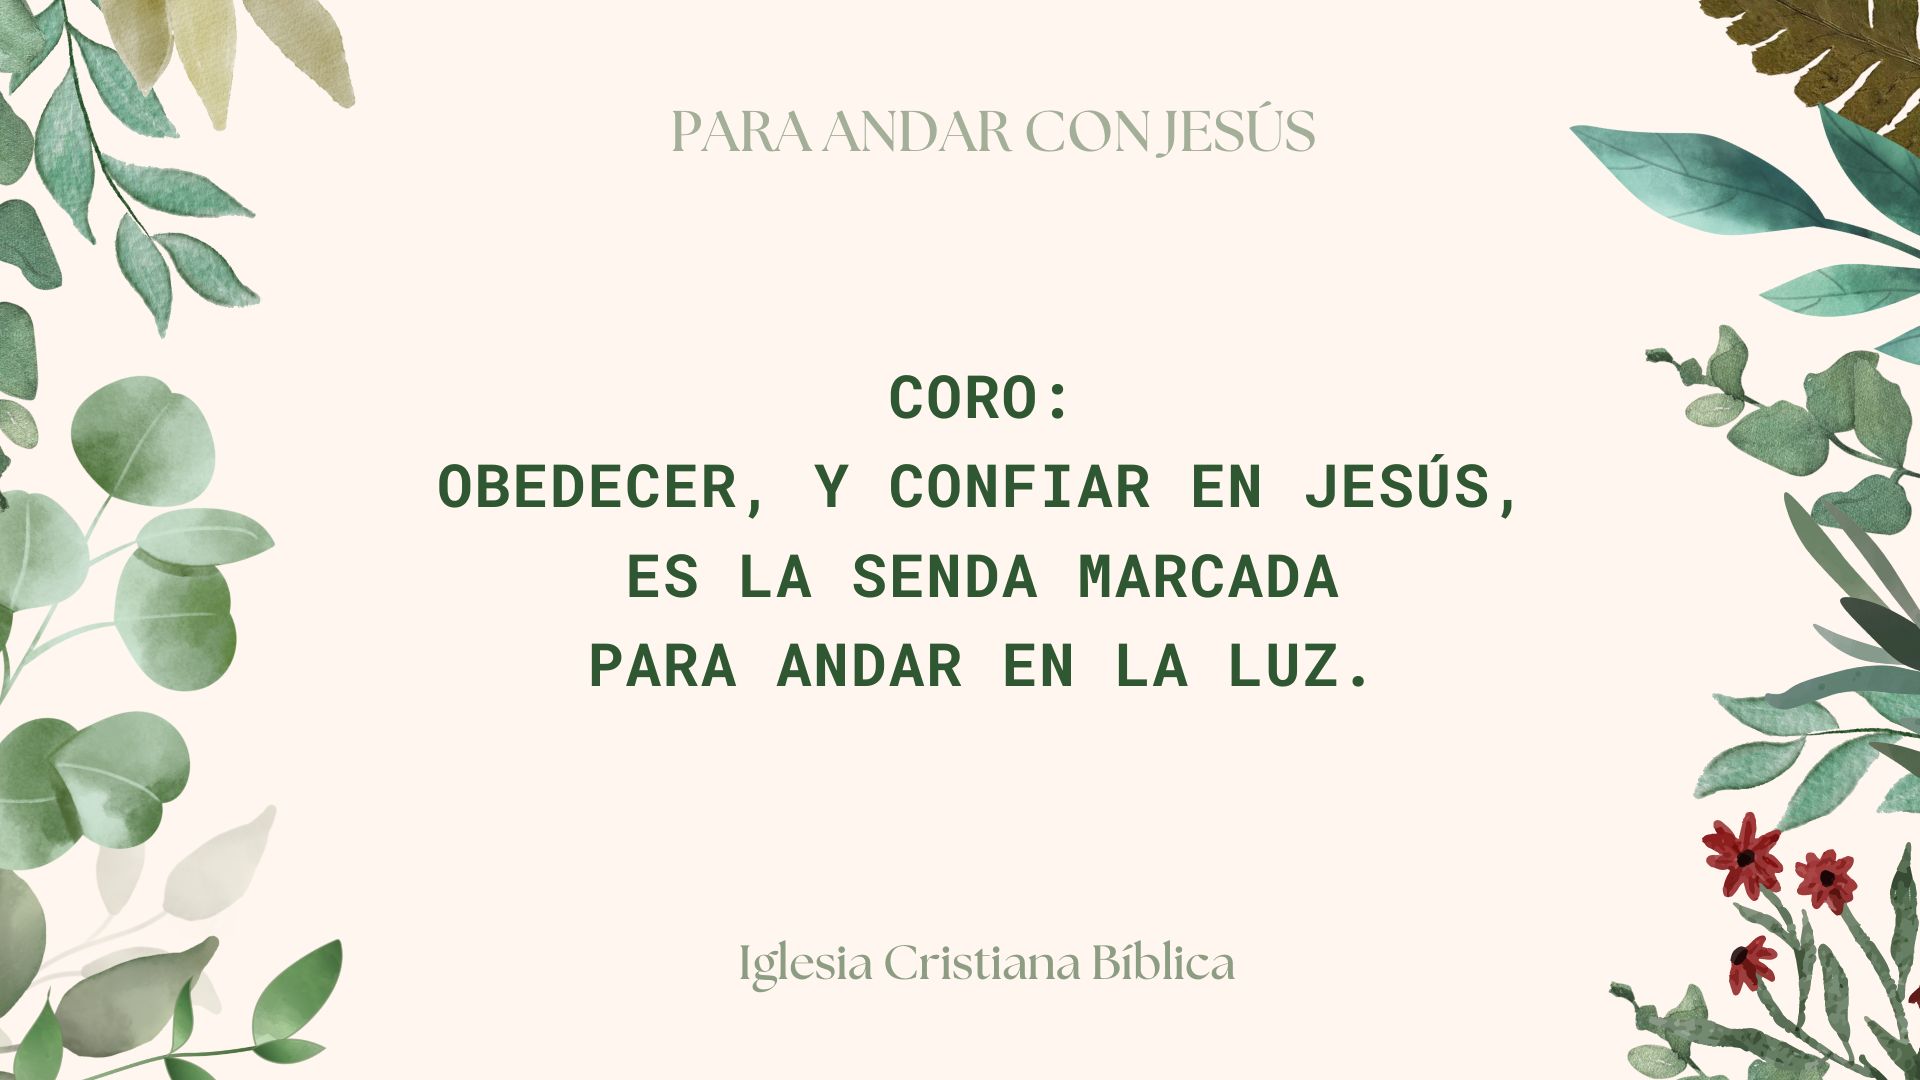 PARA ANDAR CON JESÚS
CORO:
OBEDECER, Y CONFIAR EN JESÚS,
ES LA SENDA MARCADA
PARA ANDAR EN LA LUZ.
Iglesia Cristiana Bíblica